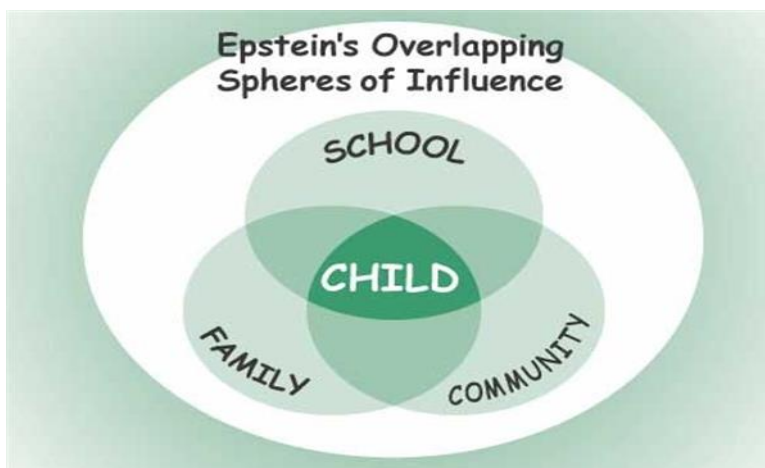 Epstein's Overlapping
Spheres of Influence
SCHOOL
CHILD
FAMILY
COMMUNITY